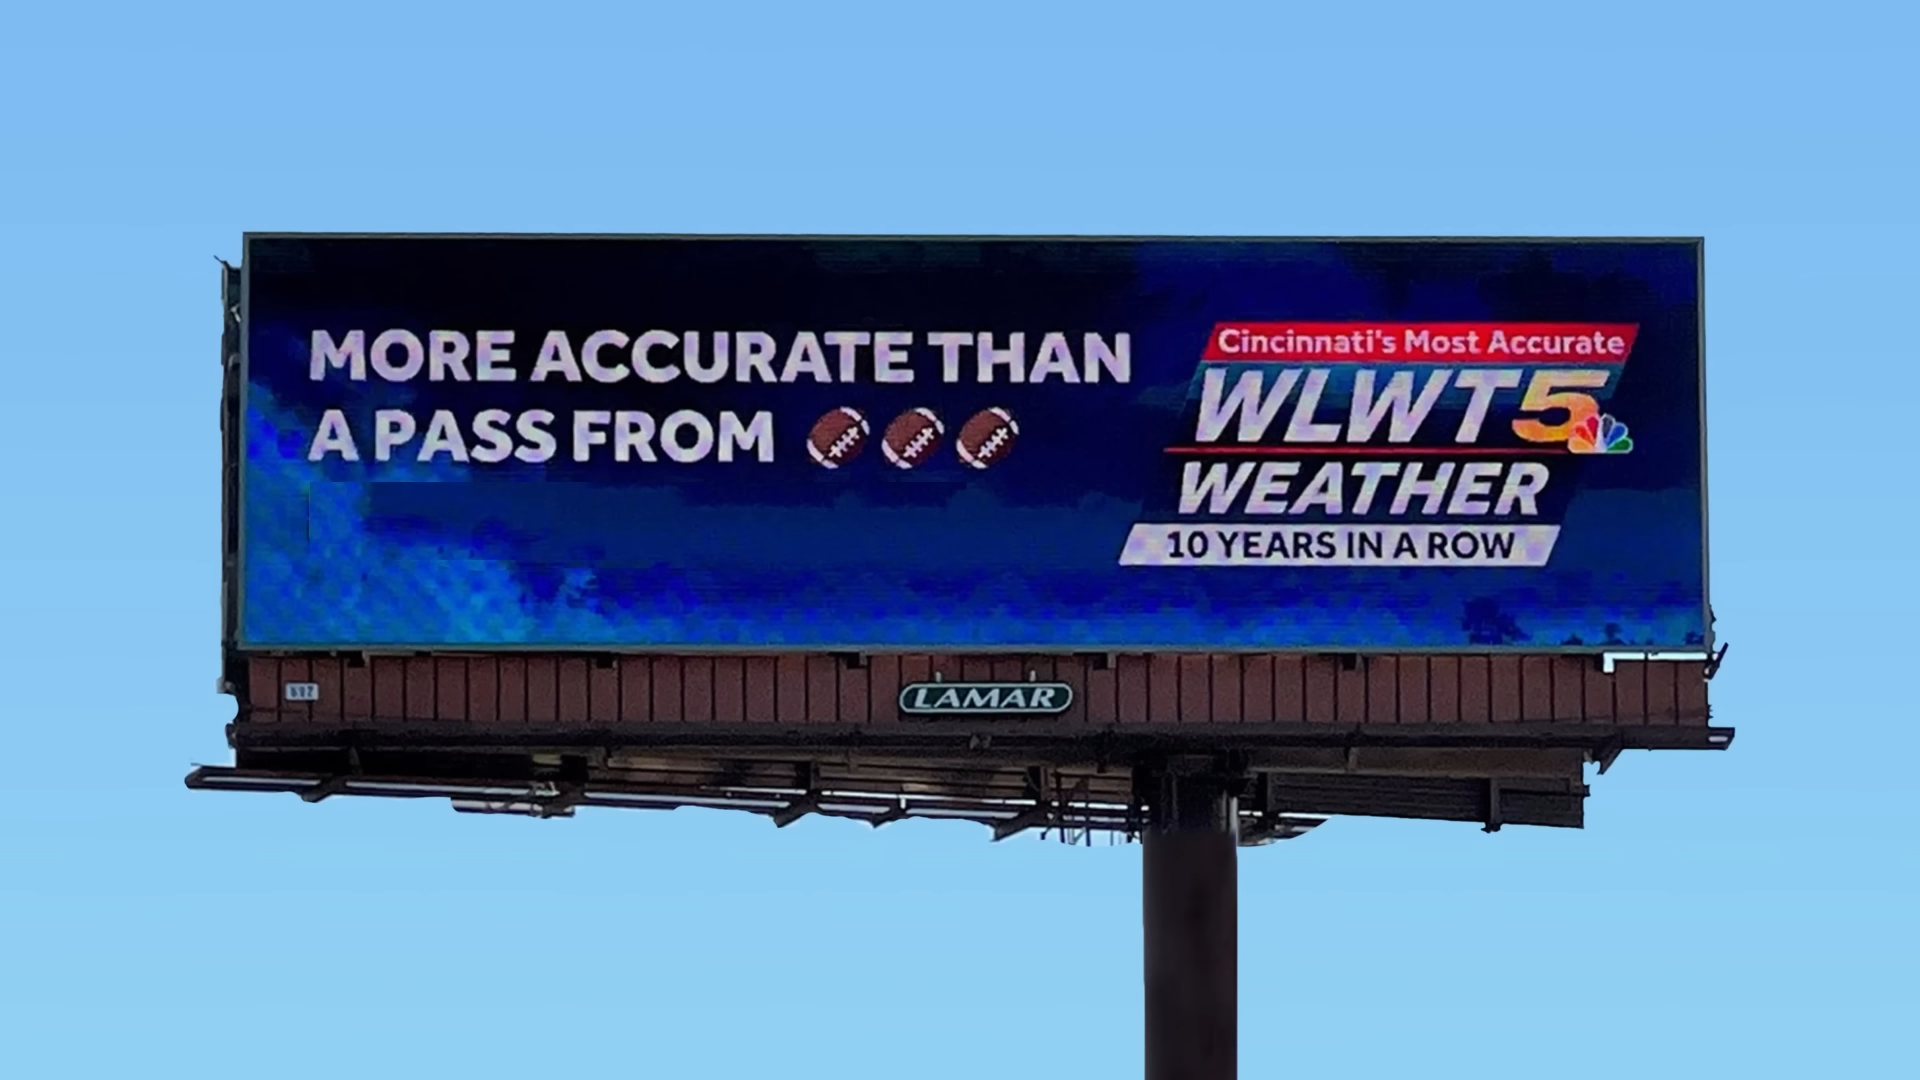 MORE ACCURATE THAN
A PASS FROM 🏈🏈🏈
Cincinnati's Most Accurate
WLWT5
WEATHER
10 YEARS IN A ROW
LAMAR